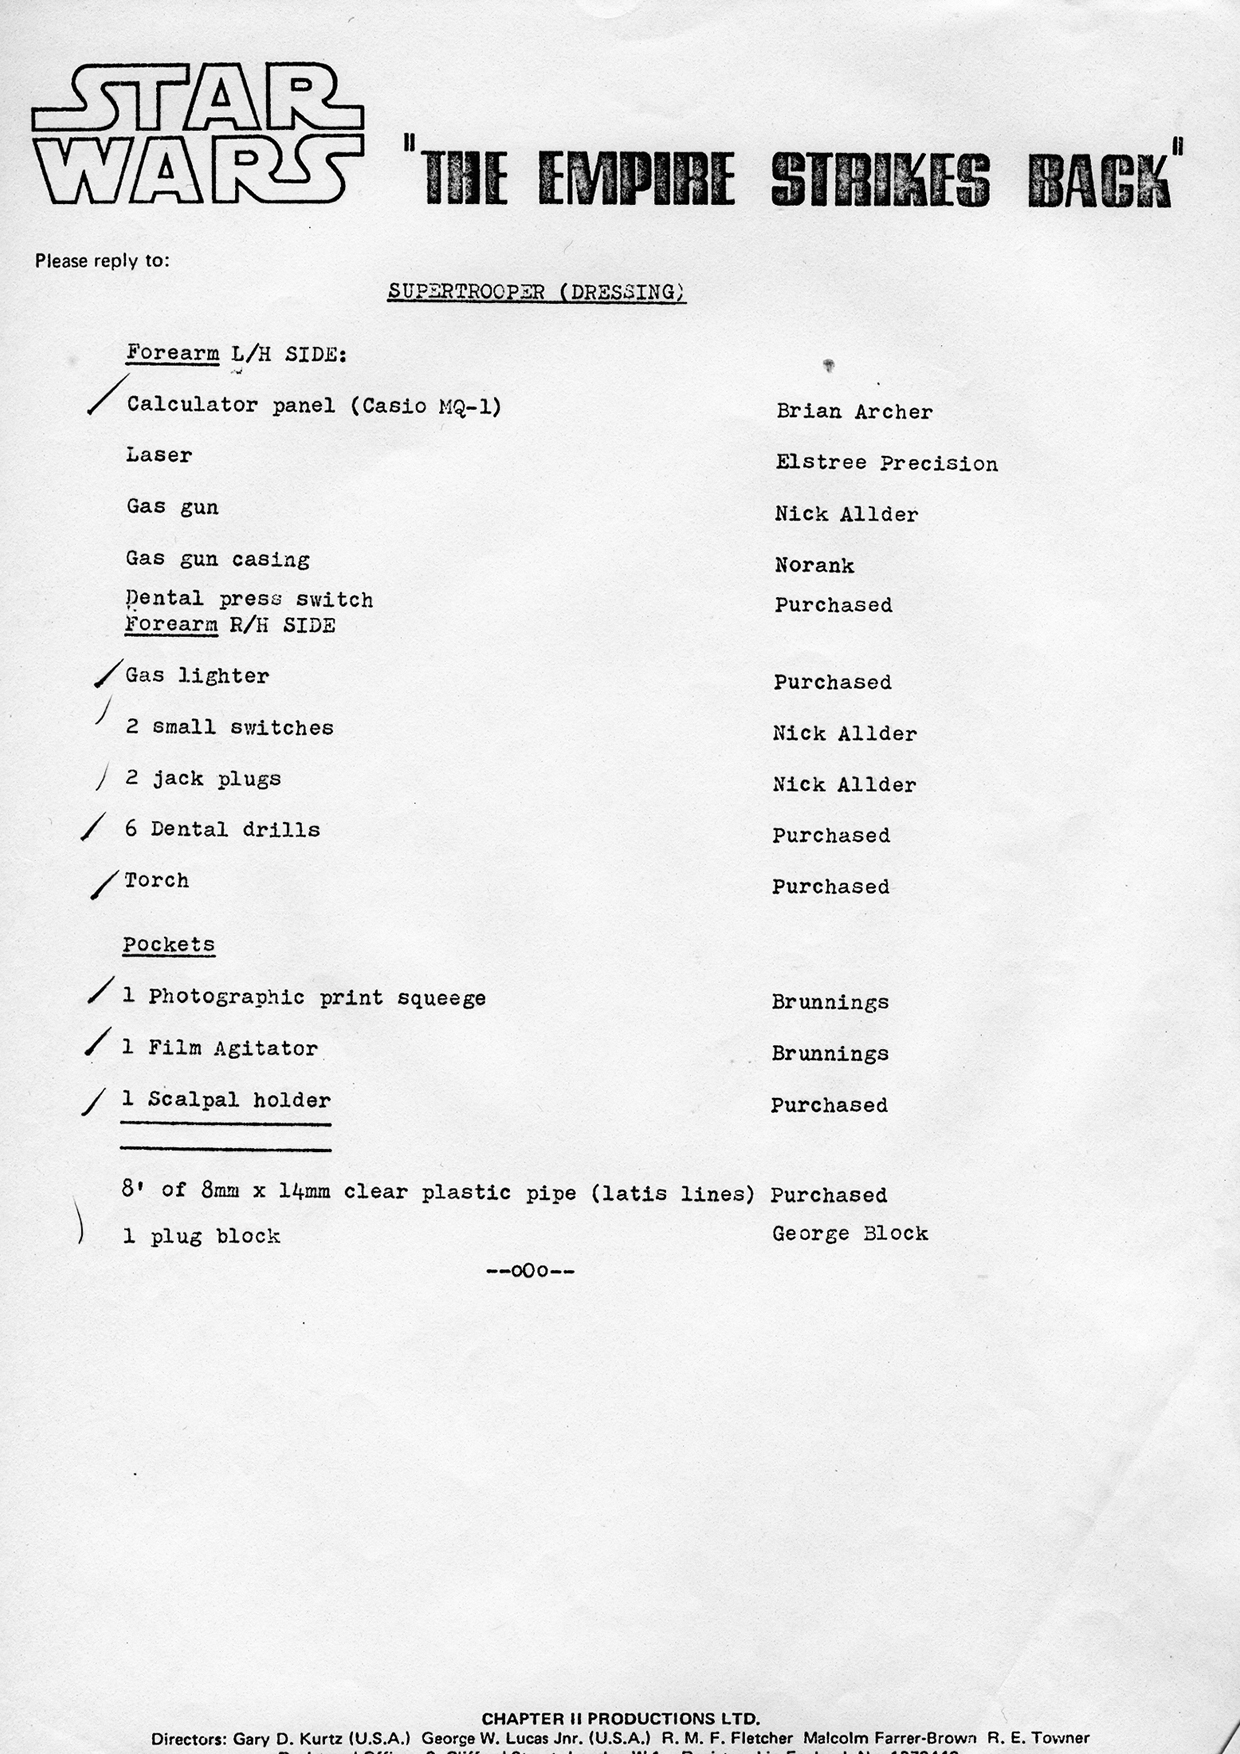 STAR
WARS
"THE EMPIRE STRIKES BACK"
Please reply to:
SUPERTROOPER (DRESSING)
Forearm L/H SIDE:
Calculator panel (Casio MQ-1) Brian Archer
Laser Elstree Precision
Gas gun Nick Allder
Gas gun casing Norank
Dental press switch Purchased
Forearm R/H SIDE
Gas lighter Purchased
2 small switches Nick Allder
2 jack plugs Nick Allder
6 Dental drills Purchased
Torch Purchased
Pockets
1 Photographic print squeege Brunnings
1 Film Agitator Brunnings
1 Scalpal holder Purchased
8' of 8mm x 14mm clear plastic pipe (latis lines) Purchased
1 plug block George Block
--oOo--
CHAPTER II PRODUCTIONS LTD.
Directors: Gary D. Kurtz (U.S.A.) George W. Lucas Jnr. (U.S.A.) R. M. F. Fletcher Malcolm Farrer-Brown R. E. Towner